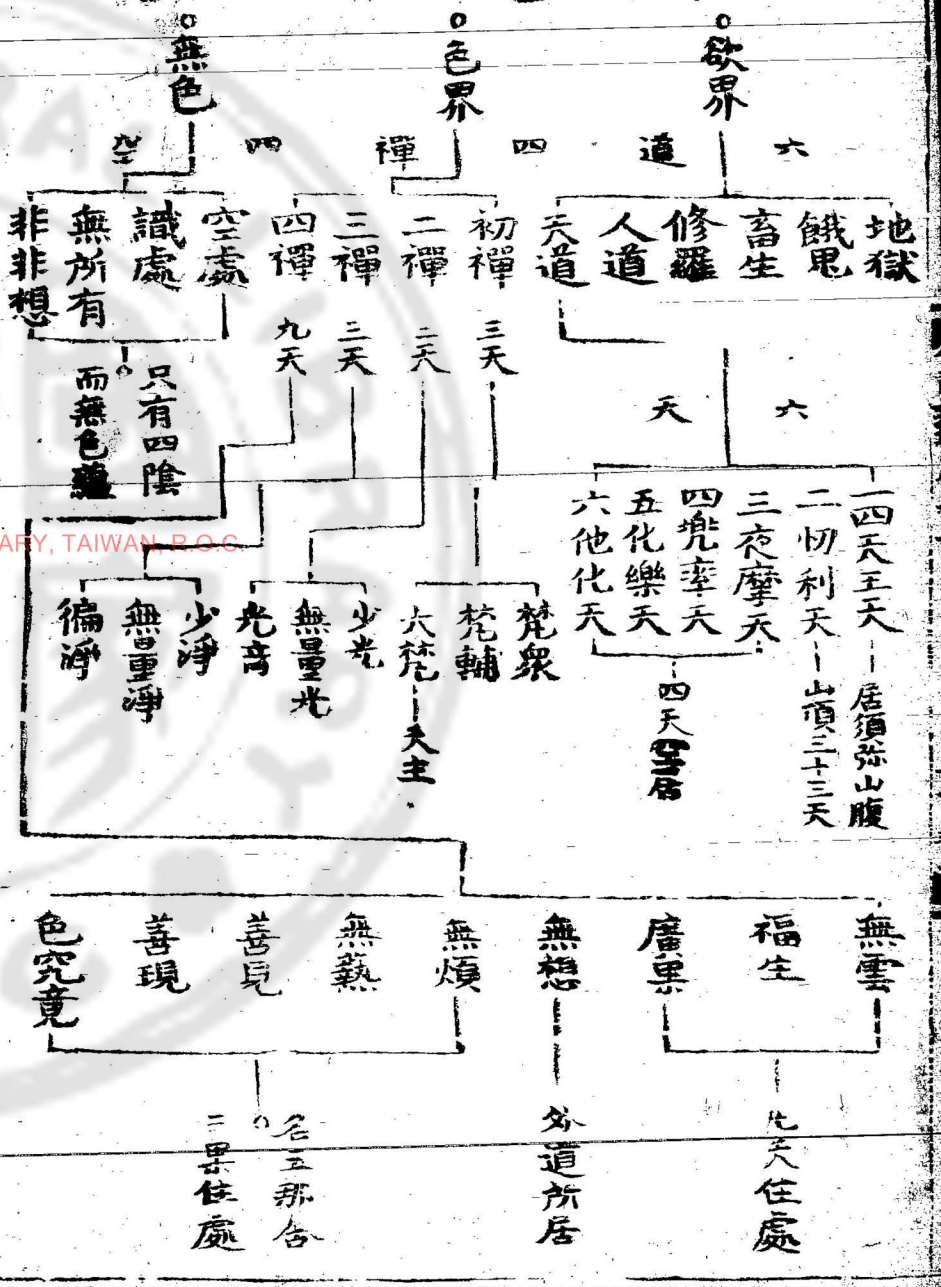 欲界
六道
地獄
餓鬼
畜生
修羅
人道
天道
六天
一四天王天
居須弥山腹
二忉利天
山頂三十三天
三夜摩天
四兜率天
五化樂天
六他化天
四天空居
色界
四禪
初禪
三天
梵衆
梵輔
大梵
天主
二禪
三天
少光
無量光
光音
三禪
三天
少淨
無量淨
徧淨
四禪
九天
無雲
福生
廣果
住處
無想
外道所居
無煩
無熱
善見
善現
色究竟
名五那含
三果住處
無色
四空
空處
識處
無所有
非非想
只有四陰
而無色蘊
ARY, TAIWAN, R.O.C.